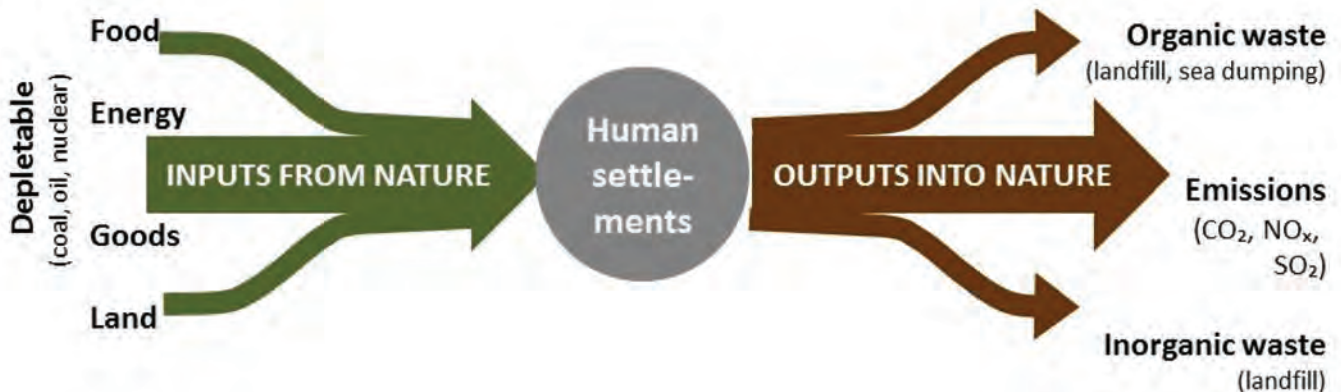 Depletable
(coal, oil, nuclear)
Food
Energy
Goods
Land
INPUTS FROM NATURE
Human
settle-
ments
OUTPUTS INTO NATURE
Organic waste
(landfill, sea dumping)
Emissions
(CO₂, NOₓ,
SO₂)
Inorganic waste
(landfill)